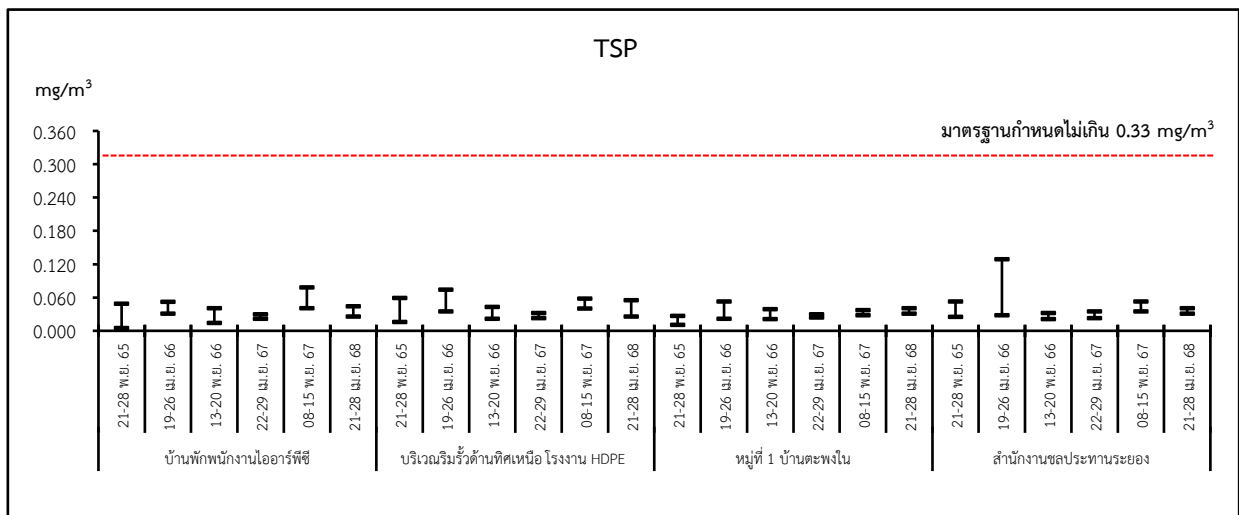 TSP
mg/m³
มาตรฐานกำหนดไม่เกิน 0.33 mg/m³
0.360
0.300
0.240
0.180
0.120
0.060
0.000
21-28 พ.ย. 65
19-26 เม.ย. 66
13-20 พ.ย. 66
22-29 เม.ย. 67
08-15 พ.ย. 67
21-28 เม.ย. 68
21-28 พ.ย. 65
19-26 เม.ย. 66
13-20 พ.ย. 66
22-29 เม.ย. 67
08-15 พ.ย. 67
21-28 เม.ย. 68
21-28 พ.ย. 65
19-26 เม.ย. 66
13-20 พ.ย. 66
22-29 เม.ย. 67
08-15 พ.ย. 67
21-28 เม.ย. 68
21-28 พ.ย. 65
19-26 เม.ย. 66
13-20 พ.ย. 66
22-29 เม.ย. 67
08-15 พ.ย. 67
21-28 เม.ย. 68
บ้านพักพนักงานไออาร์พีซี
บริเวณริมรั้วด้านทิศเหนือ โรงงาน HDPE
หมู่ที่ 1 บ้านตะพงใน
สำนักงานชลประทานระยอง